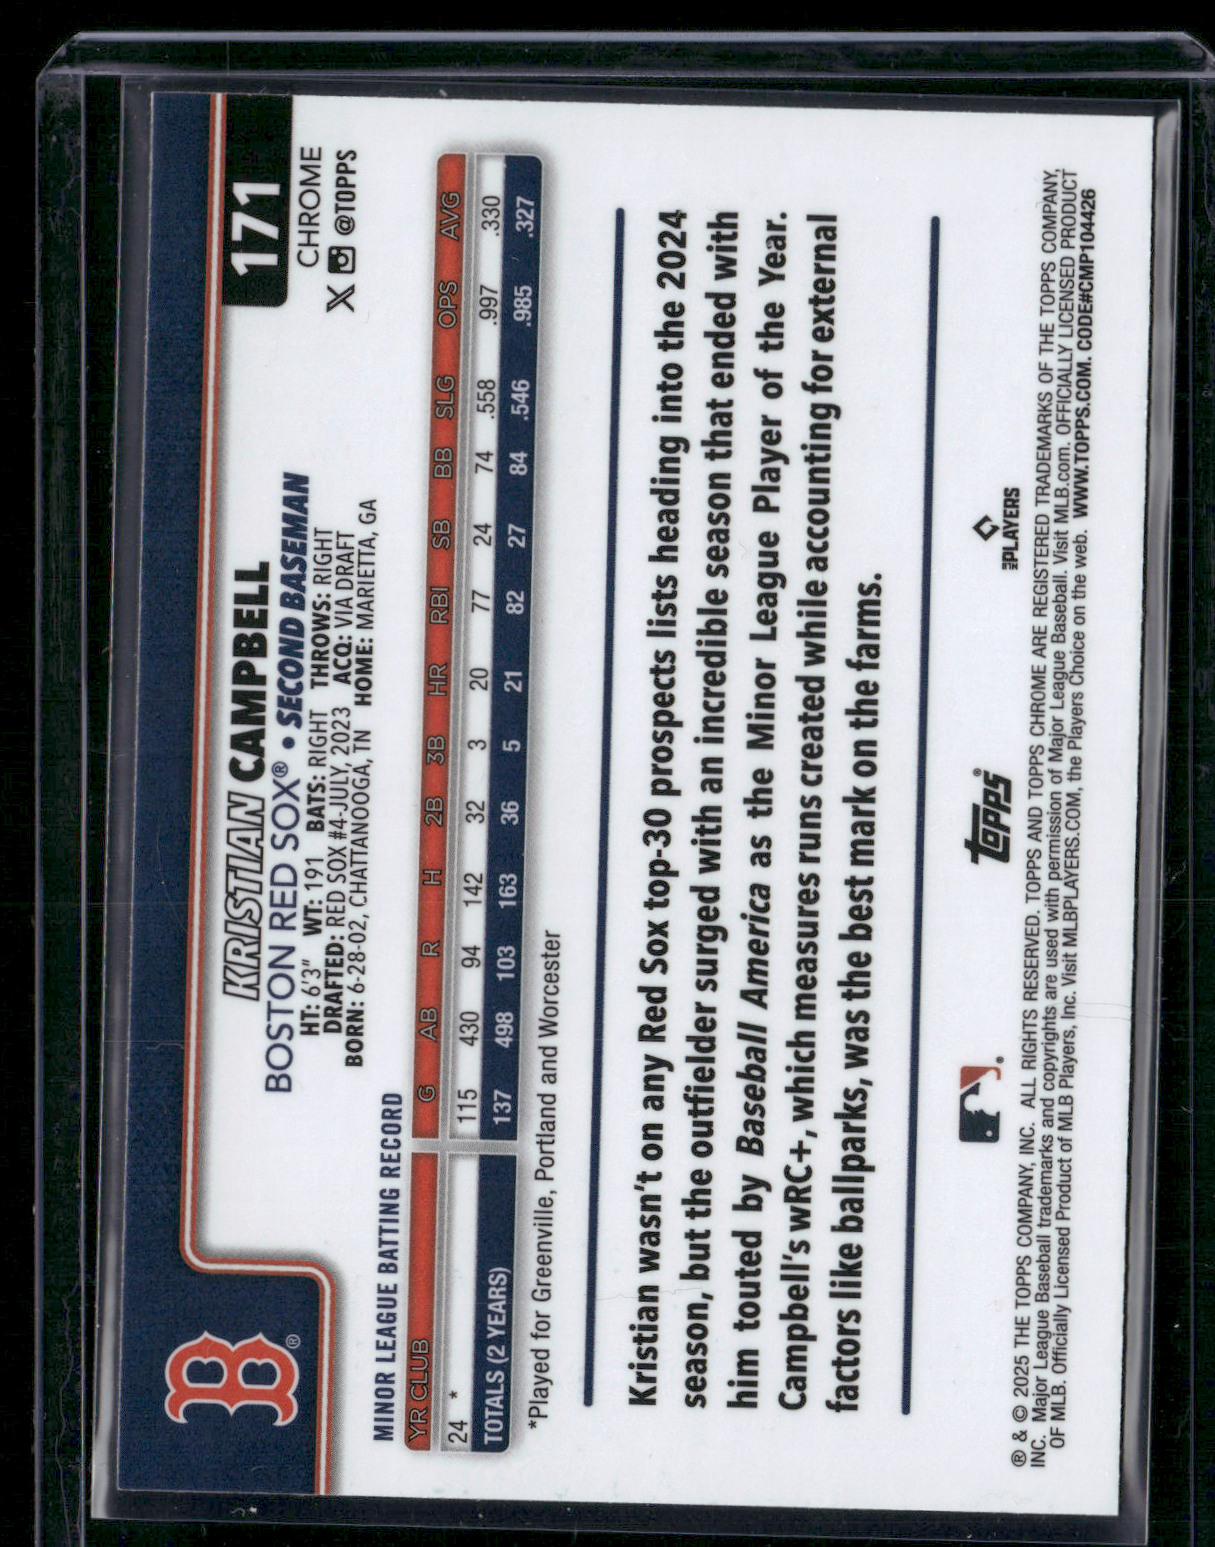 B®
171
CHROME
X @TOPPS
KRISTIAN CAMPBELL
BOSTON RED SOX® • SECOND BASEMAN
HT: 6'3" WT: 191 BATS: RIGHT THROWS: RIGHT
DRAFTED: RED SOX #4-JULY, 2023 ACQ: VIA DRAFT
BORN: 6-28-02, CHATTANOOGA, TN HOME: MARIETTA, GA
MINOR LEAGUE BATTING RECORD
YR CLUB G AB R H 2B 3B HR RBI SB BB SLG OPS AVG
24 * 115 430 94 142 32 3 20 77 24 74 .558 .997 .330
TOTALS (2 YEARS) 137 498 103 163 36 5 21 82 27 84 .546 .985 .327
*Played for Greenville, Portland and Worcester
Kristian wasn't on any Red Sox top-30 prospects lists heading into the 2024
season, but the outfielder surged with an incredible season that ended with
him touted by Baseball America as the Minor League Player of the Year.
Campbell's wRC+, which measures runs created while accounting for external
factors like ballparks, was the best mark on the farms.
® Topps® MLB PLAYERS
® & © 2025 THE TOPPS COMPANY, INC. ALL RIGHTS RESERVED. TOPPS AND TOPPS CHROME ARE REGISTERED TRADEMARKS OF THE TOPPS COMPANY,
INC. Major League Baseball trademarks and copyrights are used with permission of Major League Baseball. Visit MLB.com. OFFICIALLY LICENSED PRODUCT
OF MLB. Officially Licensed Product of MLB Players, Inc. Visit MLBPLAYERS.COM, the Players Choice on the web. WWW.TOPPS.COM. CODE#CMP104426